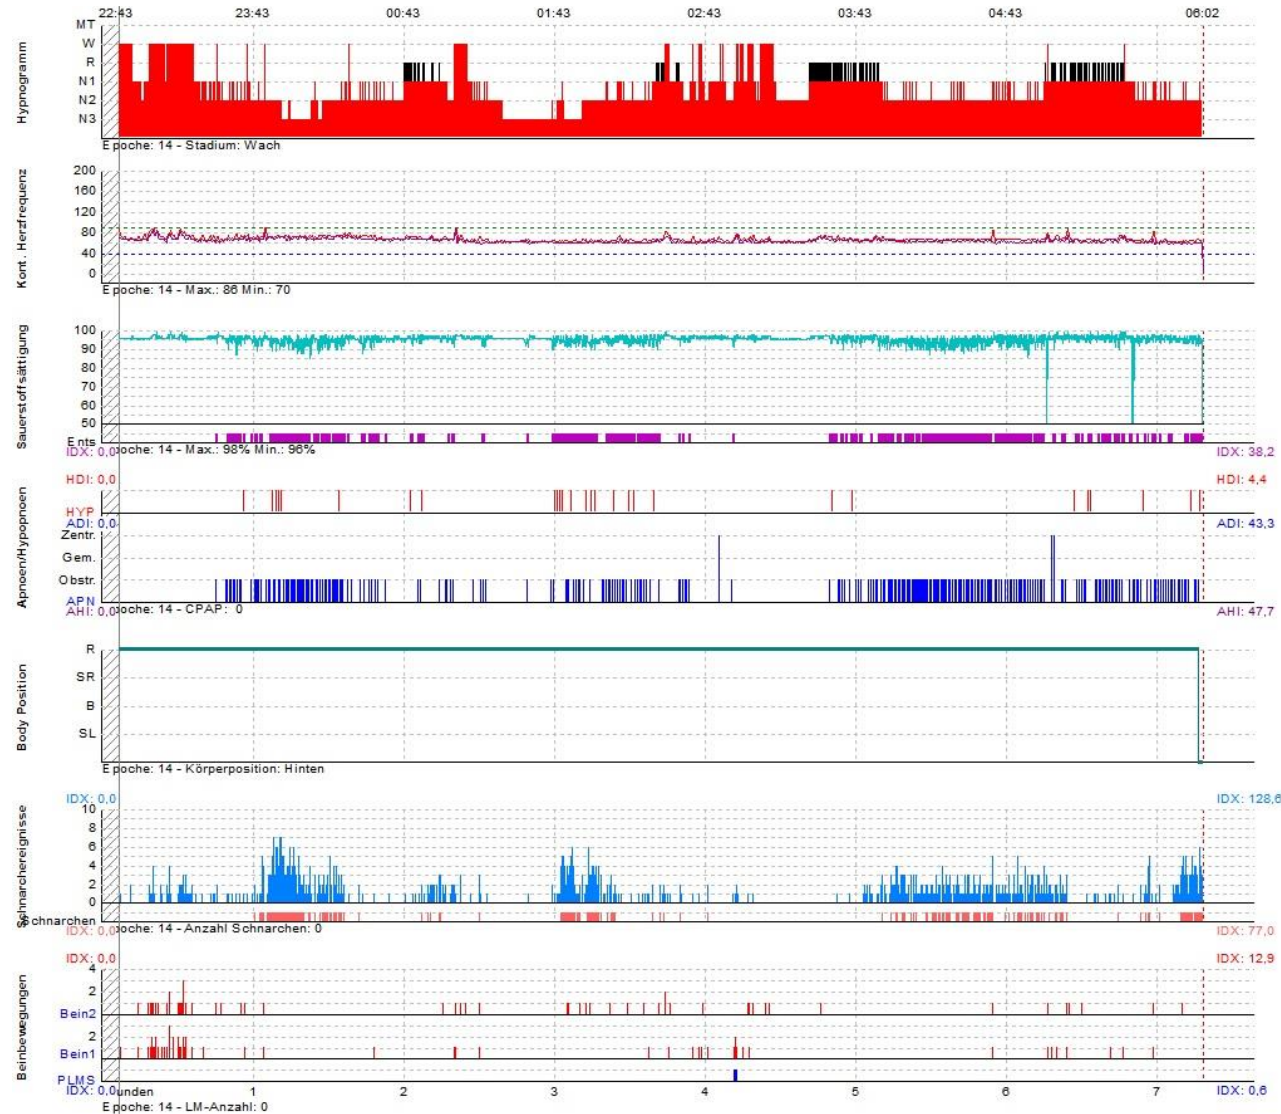 22:43 23:43 00:43 01:43 02:43 03:43 04:43 06:02
Hypnogramm
MT
W
R
N1
N2
N3
Epoche: 14 - Stadium: Wach
Kont. Herzfrequenz
200
160
120
80
40
0
Epoche: 14 - Max.: 86 Min.: 70
Sauerstoffsättigung
100
90
80
70
60
50
Ents
IDX: 0,0 poche: 14 - Max.: 98% Min.: 96% IDX: 38,2
Apnoen/Hypopnoen
HDI: 0,0 HDI: 4,4
HYP
ADI: 0,0 ADI: 43,3
Zentr.
Gem.
Obstr.
APN
AHI: 0,0 poche: 14 - CPAP: 0 AHI: 47,7
Body Position
R
SR
B
SL
Epoche: 14 - Körperposition: Hinten
Schnarchereignisse
IDX: 0,0 IDX: 128,6
10
8
6
4
2
0
Schnarchen
IDX: 0,0 poche: 14 - Anzahl Schnarchen: 0 IDX: 77,0
Beinbewegungen
IDX: 0,0 IDX: 12,9
4
2
Bein2
2
Bein1
PLMS
IDX: 0,0 unden 1 2 3 4 5 6 7 IDX: 0,6
Epoche: 14 - LM-Anzahl: 0